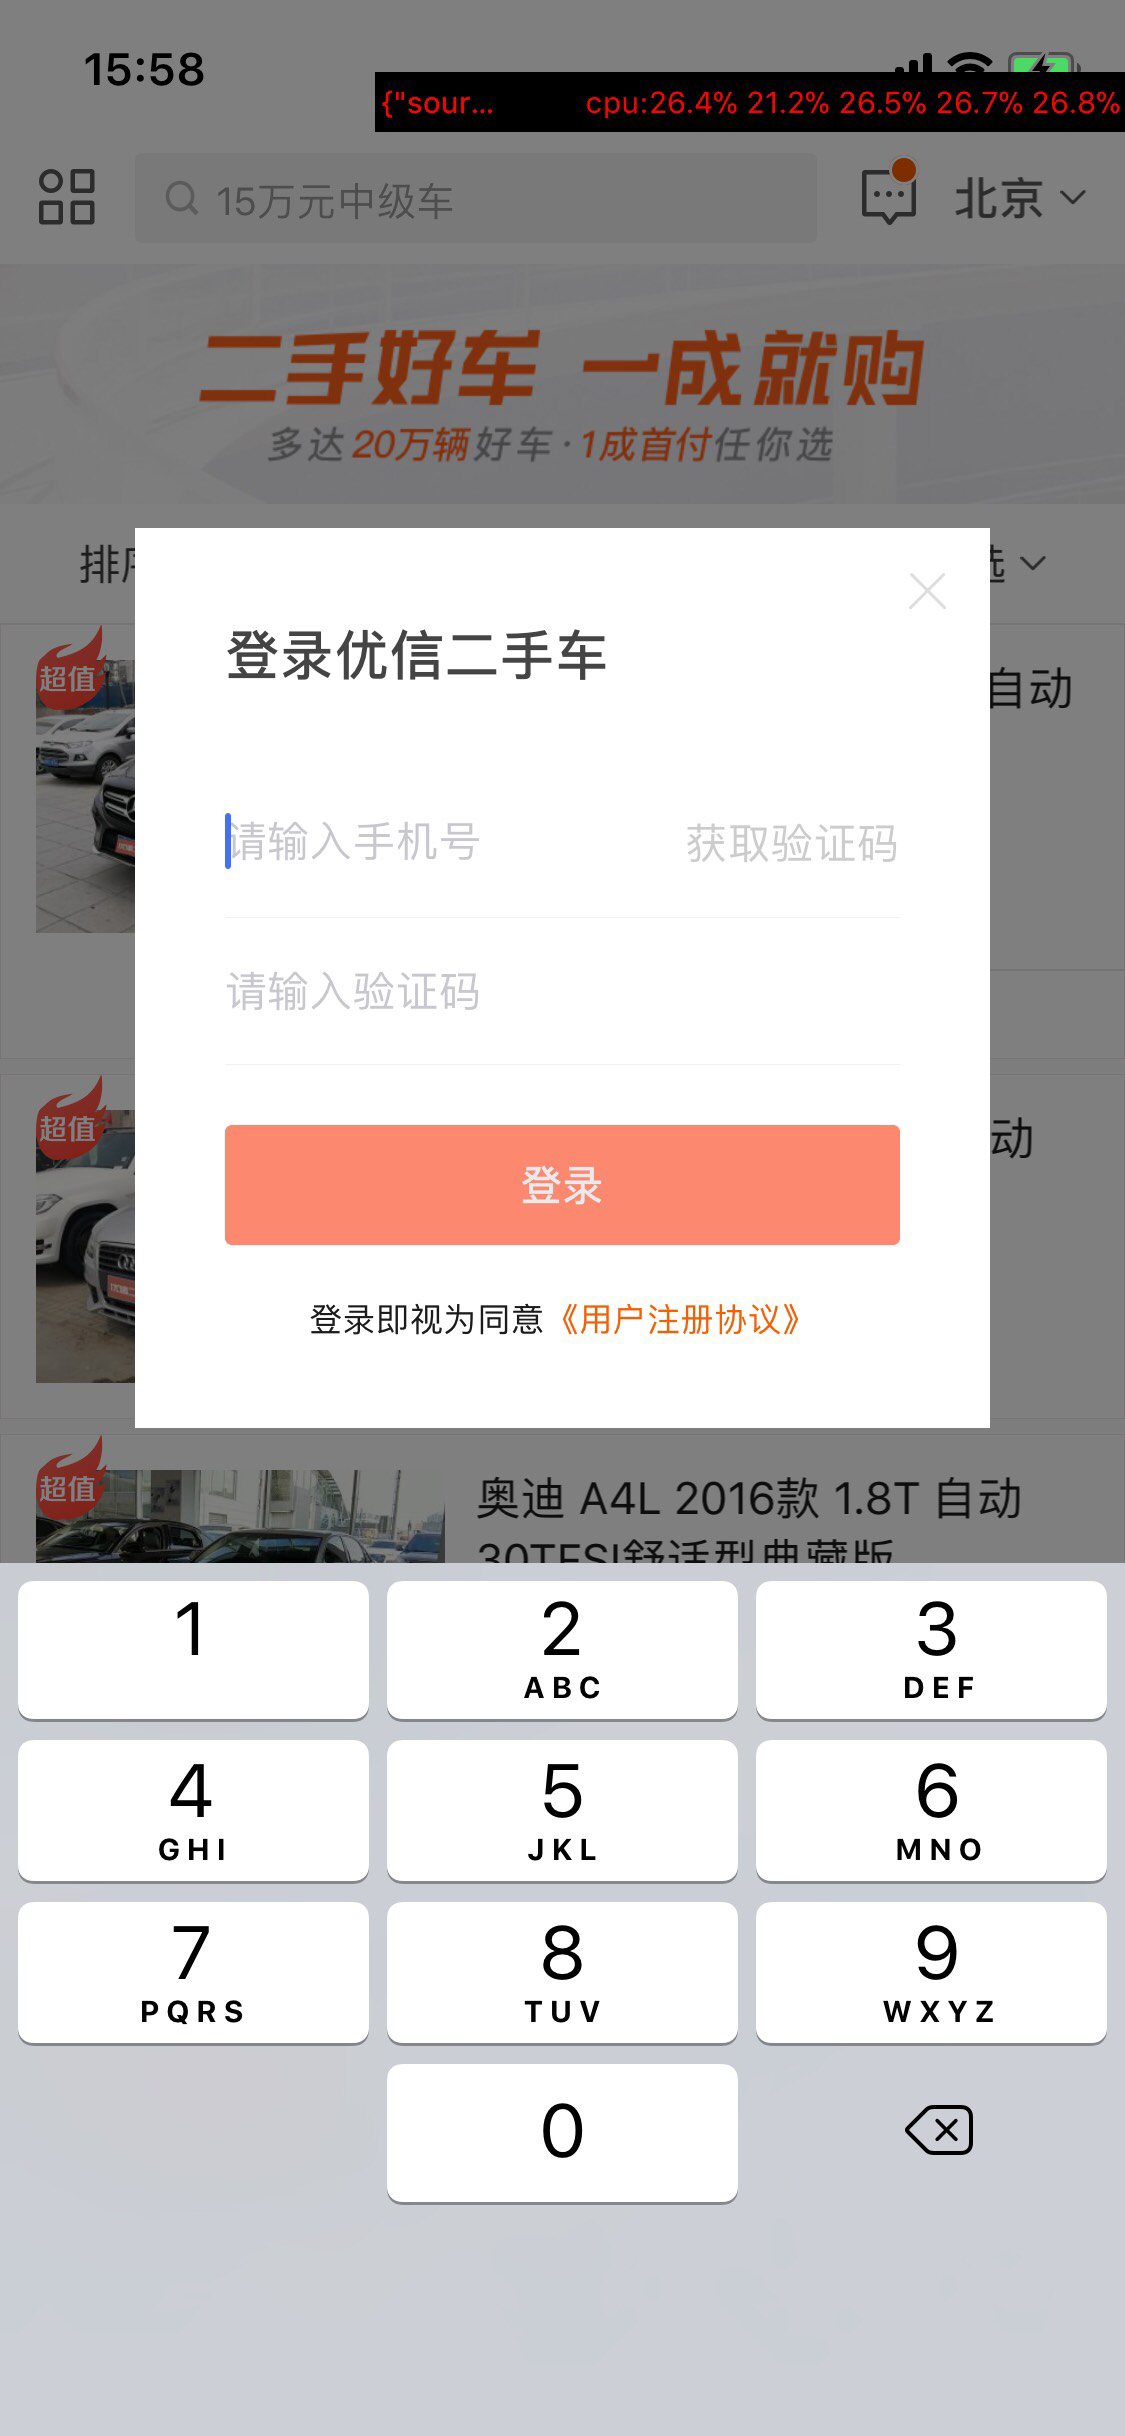 15:58
{"sour... cpu:26.4% 21.2% 26.5% 26.7% 26.8%
15万元中级车
北京
二手好车 一成就购
多达20万辆好车·1成首付任你选
排序
选
登录优信二手车
超值
自动
请输入手机号 获取验证码
请输入验证码
超值
动
登录
登录即视为同意《用户注册协议》
超值
奥迪 A4L 2016款 1.8T 自动
30TFSI舒适型典藏版
1
2
ABC
3
DEF
4
GHI
5
JKL
6
MNO
7
PQRS
8
TUV
9
WXYZ
0